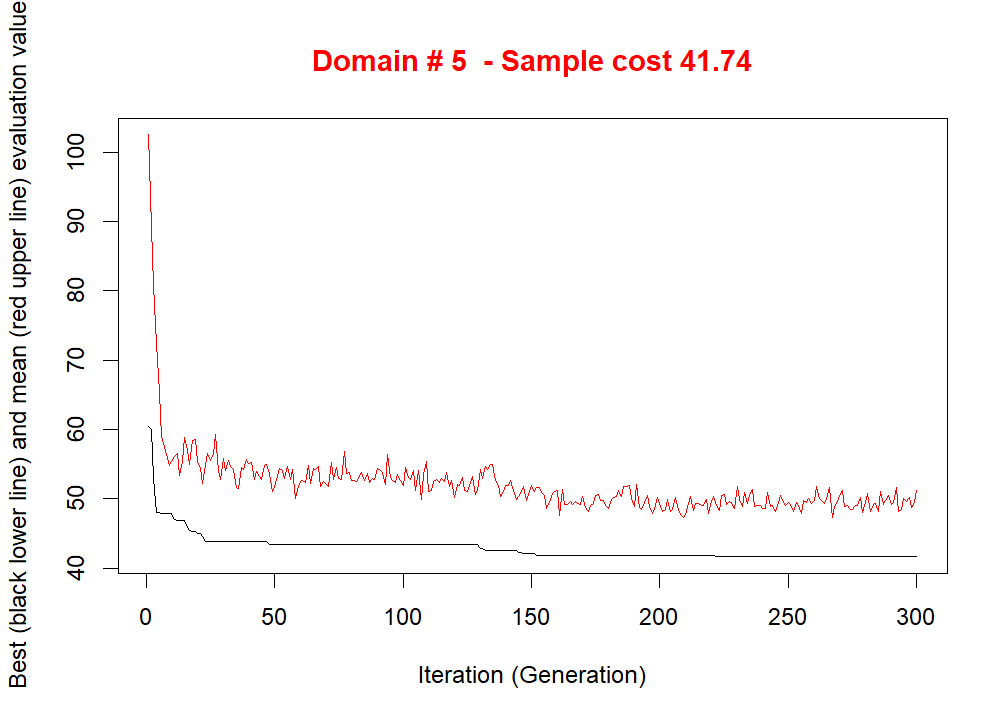 Domain # 5  - Sample cost 41.74
Best (black lower line) and mean (red upper line) evaluation value
100
90
80
70
60
50
40
0 50 100 150 200 250 300
Iteration (Generation)